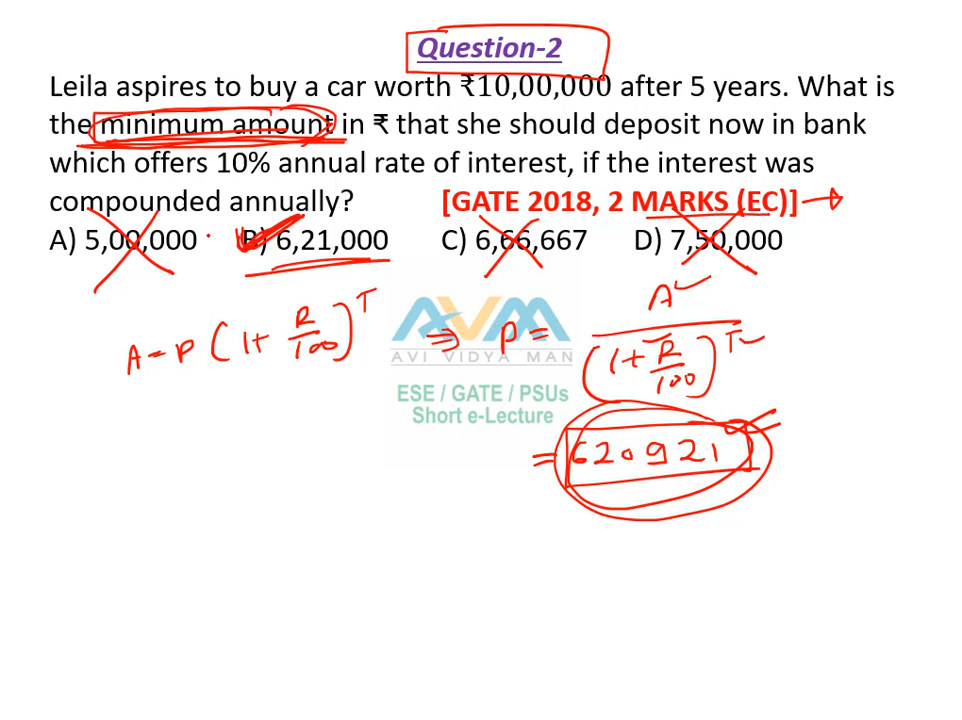 Question-2
Leila aspires to buy a car worth ₹10,00,000 after 5 years. What is
the minimum amount in ₹ that she should deposit now in bank
which offers 10% annual rate of interest, if the interest was
compounded annually? [GATE 2018, 2 MARKS (EC)] →
A) 5,00,000 B) 6,21,000 C) 6,66,667 D) 7,50,000
A = P (1 + R/100)^T ⇒ P = A/(1 + R/100)^T
AVM
AVI VIDYA MAN
ESE / GATE / PSUs
Short e-Lecture
= 620921